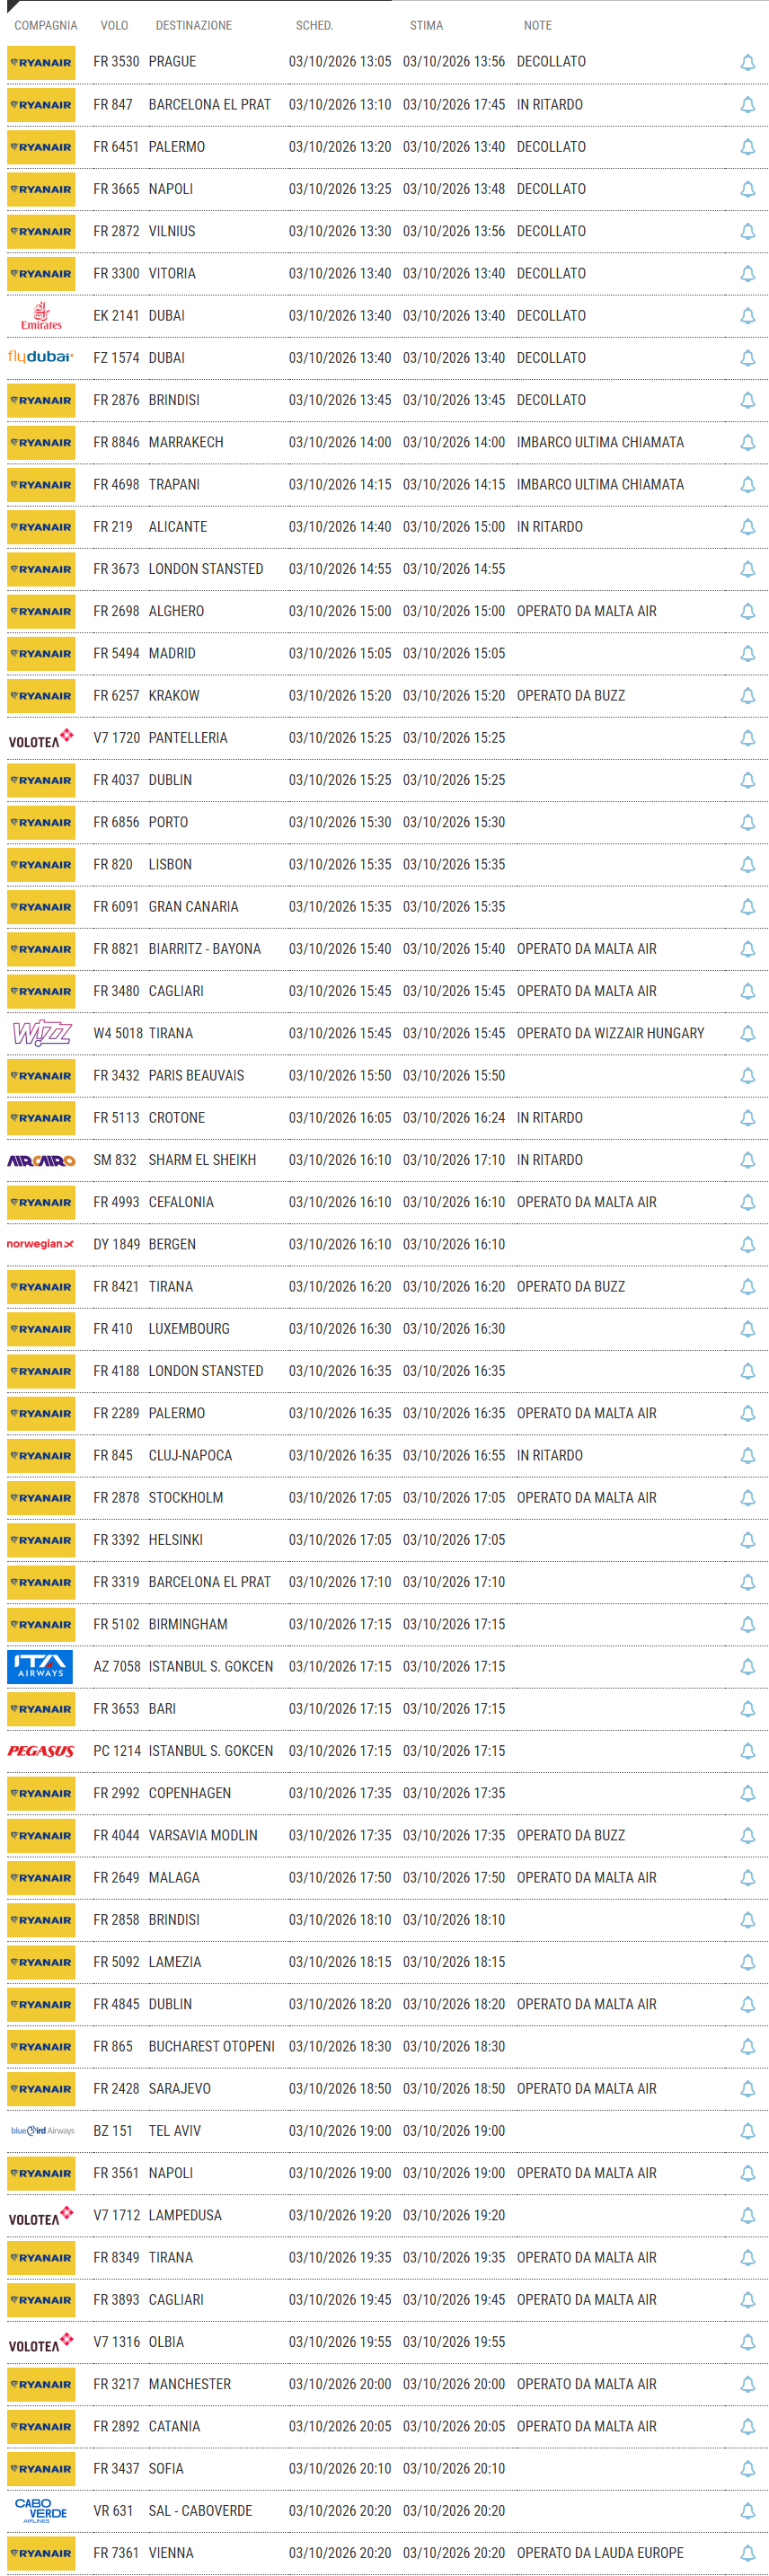 COMPAGNIA VOLO DESTINAZIONE SCHED. STIMA NOTE
RYANAIR FR 3530 PRAGUE 03/10/2026 13:05 03/10/2026 13:56 DECOLLATO
RYANAIR FR 847 BARCELONA EL PRAT 03/10/2026 13:10 03/10/2026 17:45 IN RITARDO
RYANAIR FR 6451 PALERMO 03/10/2026 13:20 03/10/2026 13:40 DECOLLATO
RYANAIR FR 3665 NAPOLI 03/10/2026 13:25 03/10/2026 13:48 DECOLLATO
RYANAIR FR 2872 VILNIUS 03/10/2026 13:30 03/10/2026 13:56 DECOLLATO
RYANAIR FR 3300 VITORIA 03/10/2026 13:40 03/10/2026 13:40 DECOLLATO
Emirates EK 2141 DUBAI 03/10/2026 13:40 03/10/2026 13:40 DECOLLATO
flydubai FZ 1574 DUBAI 03/10/2026 13:40 03/10/2026 13:40 DECOLLATO
RYANAIR FR 2876 BRINDISI 03/10/2026 13:45 03/10/2026 13:45 DECOLLATO
RYANAIR FR 8846 MARRAKECH 03/10/2026 14:00 03/10/2026 14:00 IMBARCO ULTIMA CHIAMATA
RYANAIR FR 4698 TRAPANI 03/10/2026 14:15 03/10/2026 14:15 IMBARCO ULTIMA CHIAMATA
RYANAIR FR 219 ALICANTE 03/10/2026 14:40 03/10/2026 15:00 IN RITARDO
RYANAIR FR 3673 LONDON STANSTED 03/10/2026 14:55 03/10/2026 14:55
RYANAIR FR 2698 ALGHERO 03/10/2026 15:00 03/10/2026 15:00 OPERATO DA MALTA AIR
RYANAIR FR 5494 MADRID 03/10/2026 15:05 03/10/2026 15:05
RYANAIR FR 6257 KRAKOW 03/10/2026 15:20 03/10/2026 15:20 OPERATO DA BUZZ
VOLOTEA V7 1720 PANTELLERIA 03/10/2026 15:25 03/10/2026 15:25
RYANAIR FR 4037 DUBLIN 03/10/2026 15:25 03/10/2026 15:25
RYANAIR FR 6856 PORTO 03/10/2026 15:30 03/10/2026 15:30
RYANAIR FR 820 LISBON 03/10/2026 15:35 03/10/2026 15:35
RYANAIR FR 6091 GRAN CANARIA 03/10/2026 15:35 03/10/2026 15:35
RYANAIR FR 8821 BIARRITZ - BAYONA 03/10/2026 15:40 03/10/2026 15:40 OPERATO DA MALTA AIR
RYANAIR FR 3480 CAGLIARI 03/10/2026 15:45 03/10/2026 15:45 OPERATO DA MALTA AIR
WIZZ W4 5018 TIRANA 03/10/2026 15:45 03/10/2026 15:45 OPERATO DA WIZZAIR HUNGARY
RYANAIR FR 3432 PARIS BEAUVAIS 03/10/2026 15:50 03/10/2026 15:50
RYANAIR FR 5113 CROTONE 03/10/2026 16:05 03/10/2026 16:24 IN RITARDO
AIRCAIRO SM 832 SHARM EL SHEIKH 03/10/2026 16:10 03/10/2026 17:10 IN RITARDO
RYANAIR FR 4993 CEFALONIA 03/10/2026 16:10 03/10/2026 16:10 OPERATO DA MALTA AIR
norwegian DY 1849 BERGEN 03/10/2026 16:10 03/10/2026 16:10
RYANAIR FR 8421 TIRANA 03/10/2026 16:20 03/10/2026 16:20 OPERATO DA BUZZ
RYANAIR FR 410 LUXEMBOURG 03/10/2026 16:30 03/10/2026 16:30
RYANAIR FR 4188 LONDON STANSTED 03/10/2026 16:35 03/10/2026 16:35
RYANAIR FR 2289 PALERMO 03/10/2026 16:35 03/10/2026 16:35 OPERATO DA MALTA AIR
RYANAIR FR 845 CLUJ-NAPOCA 03/10/2026 16:35 03/10/2026 16:55 IN RITARDO
RYANAIR FR 2878 STOCKHOLM 03/10/2026 17:05 03/10/2026 17:05 OPERATO DA MALTA AIR
RYANAIR FR 3392 HELSINKI 03/10/2026 17:05 03/10/2026 17:05
RYANAIR FR 3319 BARCELONA EL PRAT 03/10/2026 17:10 03/10/2026 17:10
RYANAIR FR 5102 BIRMINGHAM 03/10/2026 17:15 03/10/2026 17:15
ITA AIRWAYS AZ 7058 ISTANBUL S. GOKCEN 03/10/2026 17:15 03/10/2026 17:15
RYANAIR FR 3653 BARI 03/10/2026 17:15 03/10/2026 17:15
PEGASUS PC 1214 ISTANBUL S. GOKCEN 03/10/2026 17:15 03/10/2026 17:15
RYANAIR FR 2992 COPENHAGEN 03/10/2026 17:35 03/10/2026 17:35
RYANAIR FR 4044 VARSAVIA MODLIN 03/10/2026 17:35 03/10/2026 17:35 OPERATO DA BUZZ
RYANAIR FR 2649 MALAGA 03/10/2026 17:50 03/10/2026 17:50 OPERATO DA MALTA AIR
RYANAIR FR 2858 BRINDISI 03/10/2026 18:10 03/10/2026 18:10
RYANAIR FR 5092 LAMEZIA 03/10/2026 18:15 03/10/2026 18:15
RYANAIR FR 4845 DUBLIN 03/10/2026 18:20 03/10/2026 18:20 OPERATO DA MALTA AIR
RYANAIR FR 865 BUCHAREST OTOPENI 03/10/2026 18:30 03/10/2026 18:30
RYANAIR FR 2428 SARAJEVO 03/10/2026 18:50 03/10/2026 18:50 OPERATO DA MALTA AIR
blueBird Airways BZ 151 TEL AVIV 03/10/2026 19:00 03/10/2026 19:00
RYANAIR FR 3561 NAPOLI 03/10/2026 19:00 03/10/2026 19:00 OPERATO DA MALTA AIR
VOLOTEA V7 1712 LAMPEDUSA 03/10/2026 19:20 03/10/2026 19:20
RYANAIR FR 8349 TIRANA 03/10/2026 19:35 03/10/2026 19:35 OPERATO DA MALTA AIR
RYANAIR FR 3893 CAGLIARI 03/10/2026 19:45 03/10/2026 19:45 OPERATO DA MALTA AIR
VOLOTEA V7 1316 OLBIA 03/10/2026 19:55 03/10/2026 19:55
RYANAIR FR 3217 MANCHESTER 03/10/2026 20:00 03/10/2026 20:00 OPERATO DA MALTA AIR
RYANAIR FR 2892 CATANIA 03/10/2026 20:05 03/10/2026 20:05 OPERATO DA MALTA AIR
RYANAIR FR 3437 SOFIA 03/10/2026 20:10 03/10/2026 20:10
CABO VERDE AIRLINES VR 631 SAL - CABOVERDE 03/10/2026 20:20 03/10/2026 20:20
RYANAIR FR 7361 VIENNA 03/10/2026 20:20 03/10/2026 20:20 OPERATO DA LAUDA EUROPE